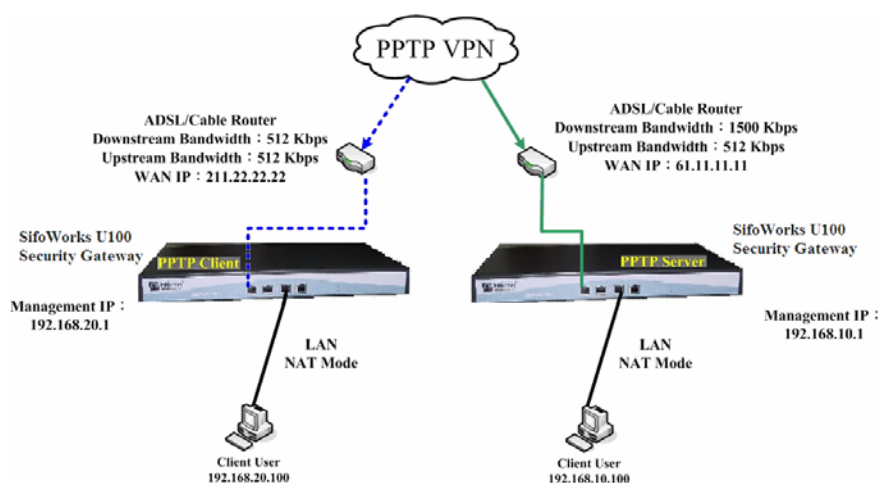 PPTP VPN
ADSL/Cable Router
Downstream Bandwidth：512 Kbps
Upstream Bandwidth：512 Kbps
WAN IP：211.22.22.22
ADSL/Cable Router
Downstream Bandwidth：1500 Kbps
Upstream Bandwidth：512 Kbps
WAN IP：61.11.11.11
SifoWorks U100
Security Gateway
PPTP Client
Management IP：
192.168.20.1
LAN
NAT Mode
Client User
192.168.20.100
SifoWorks U100
Security Gateway
PPTP Server
Management IP：
192.168.10.1
LAN
NAT Mode
Client User
192.168.10.100